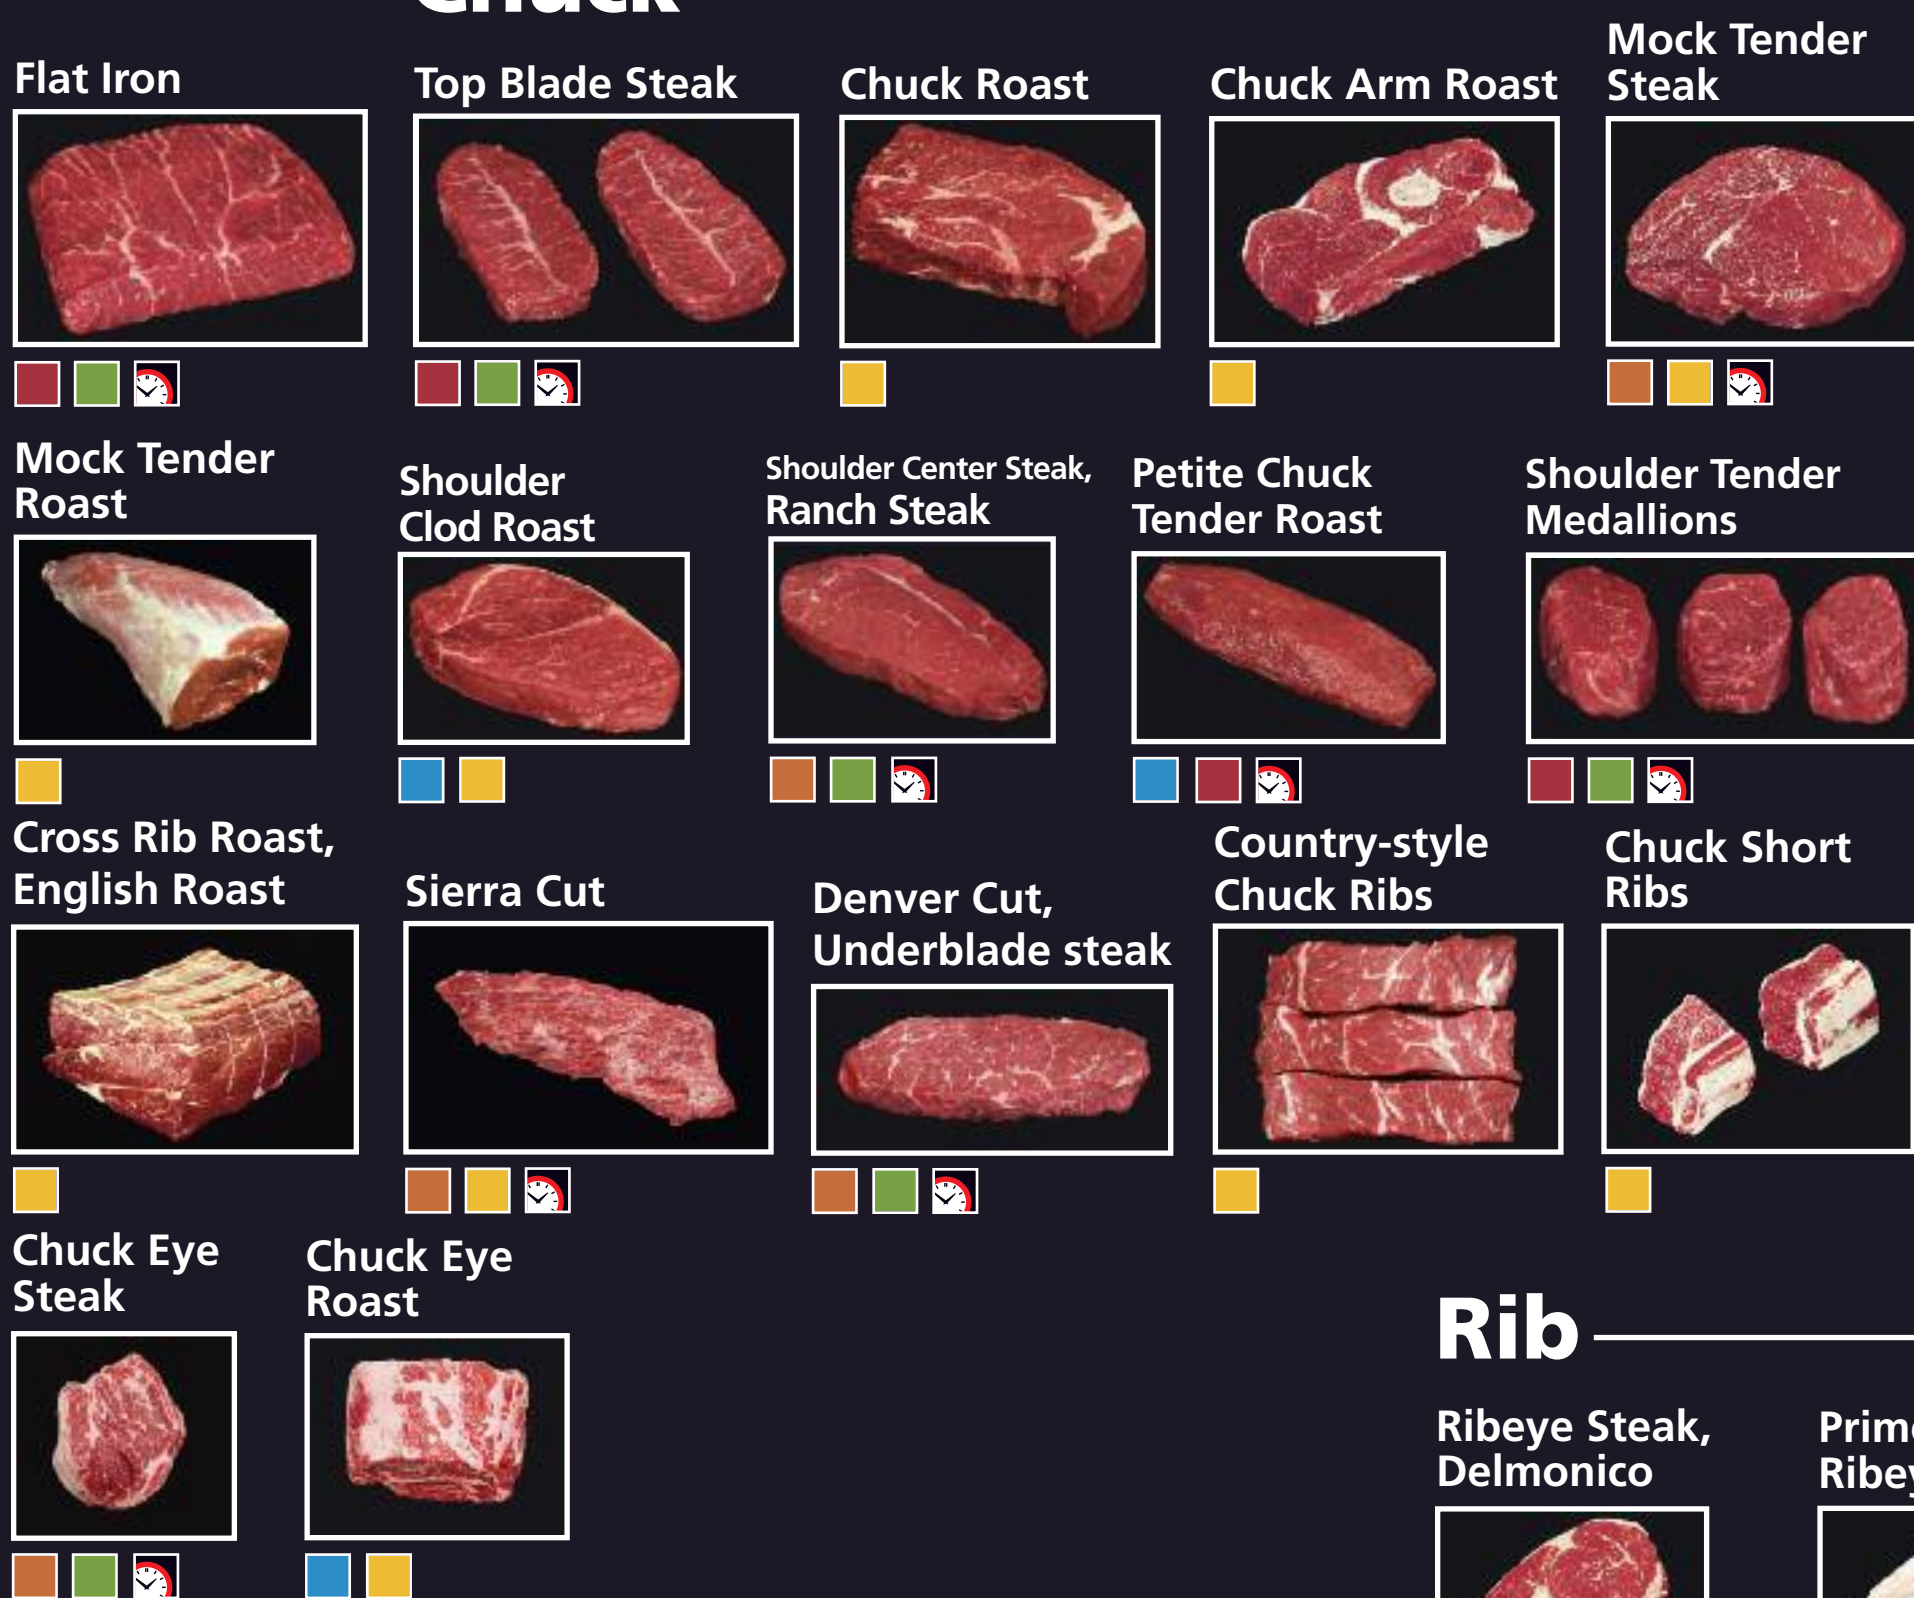 Chuck
Flat Iron
Top Blade Steak
Chuck Roast
Chuck Arm Roast
Mock Tender
Steak
Mock Tender
Roast
Shoulder
Clod Roast
Shoulder Center Steak,
Ranch Steak
Petite Chuck
Tender Roast
Shoulder Tender
Medallions
Cross Rib Roast,
English Roast
Sierra Cut
Denver Cut,
Underblade steak
Country-style
Chuck Ribs
Chuck Short
Ribs
Chuck Eye
Steak
Chuck Eye
Roast
Rib
Ribeye Steak,
Delmonico